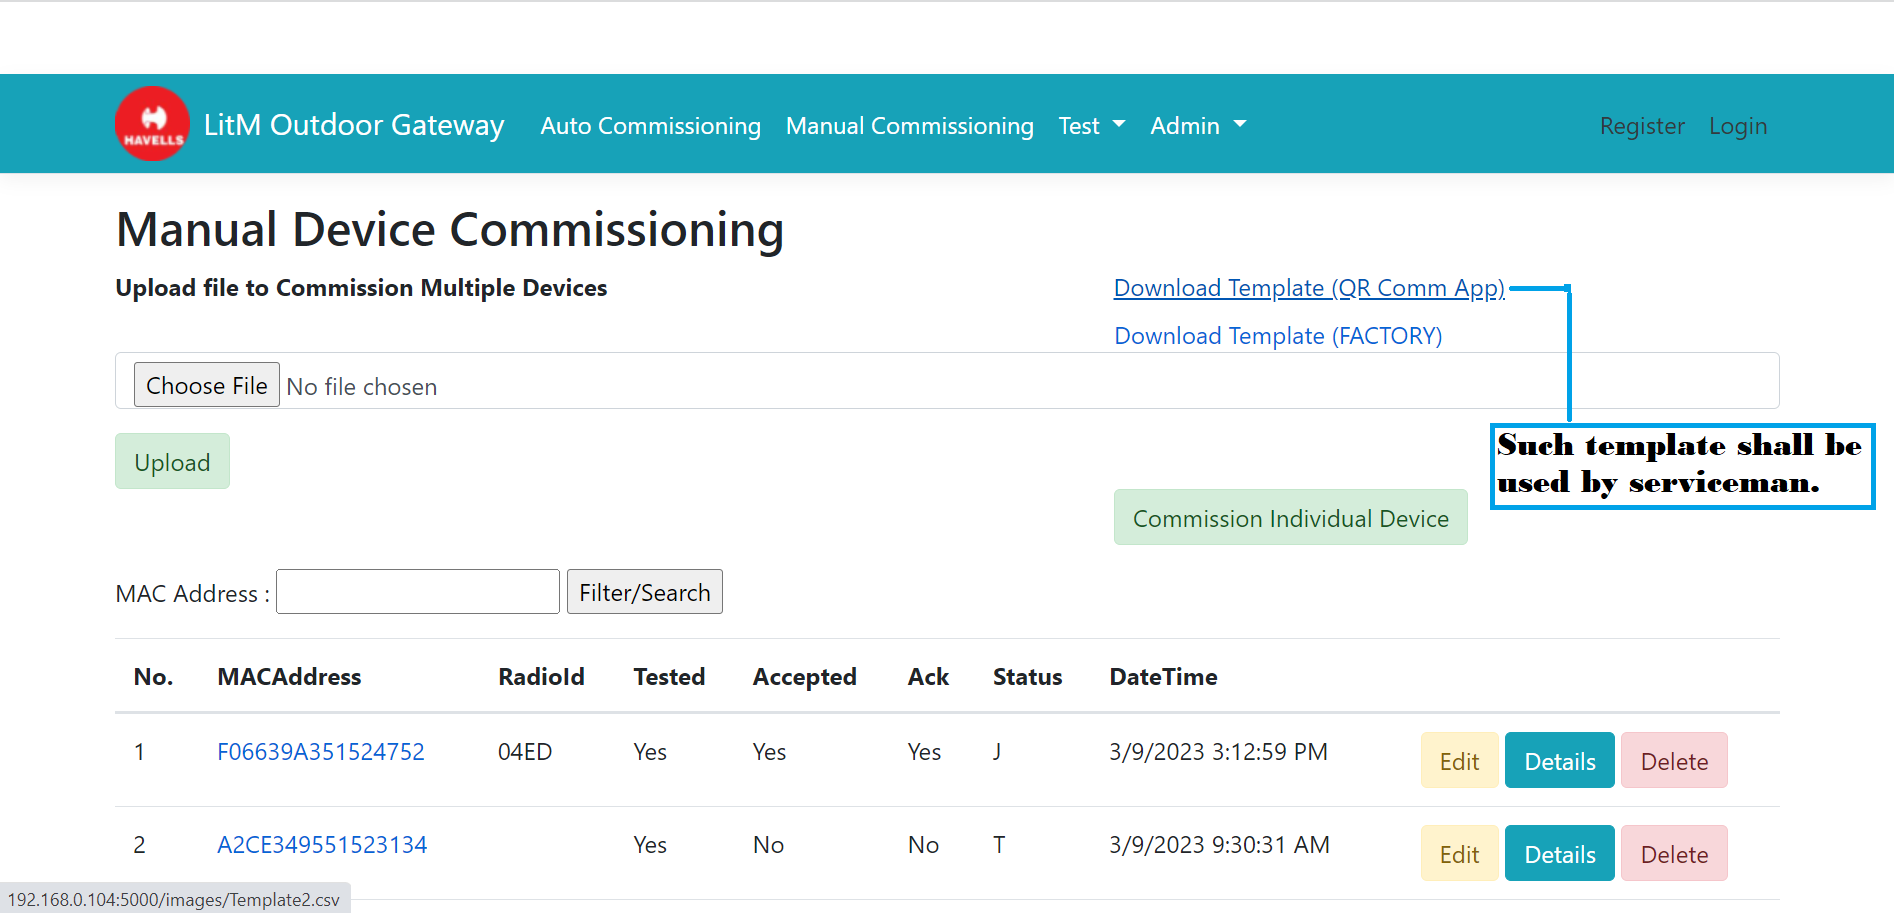 HAVELLS LitM Outdoor Gateway Auto Commissioning Manual Commissioning Test Admin Register Login
Manual Device Commissioning
Upload file to Commission Multiple Devices Download Template (QR Comm App)
Download Template (FACTORY)
Choose File No file chosen
Such template shall be
used by serviceman.
Upload
Commission Individual Device
MAC Address : Filter/Search
No. MACAddress RadioId Tested Accepted Ack Status DateTime
1 F06639A351524752 04ED Yes Yes Yes J 3/9/2023 3:12:59 PM Edit Details Delete
2 A2CE349551523134 Yes No No T 3/9/2023 9:30:31 AM Edit Details Delete
192.168.0.104:5000/images/Template2.csv